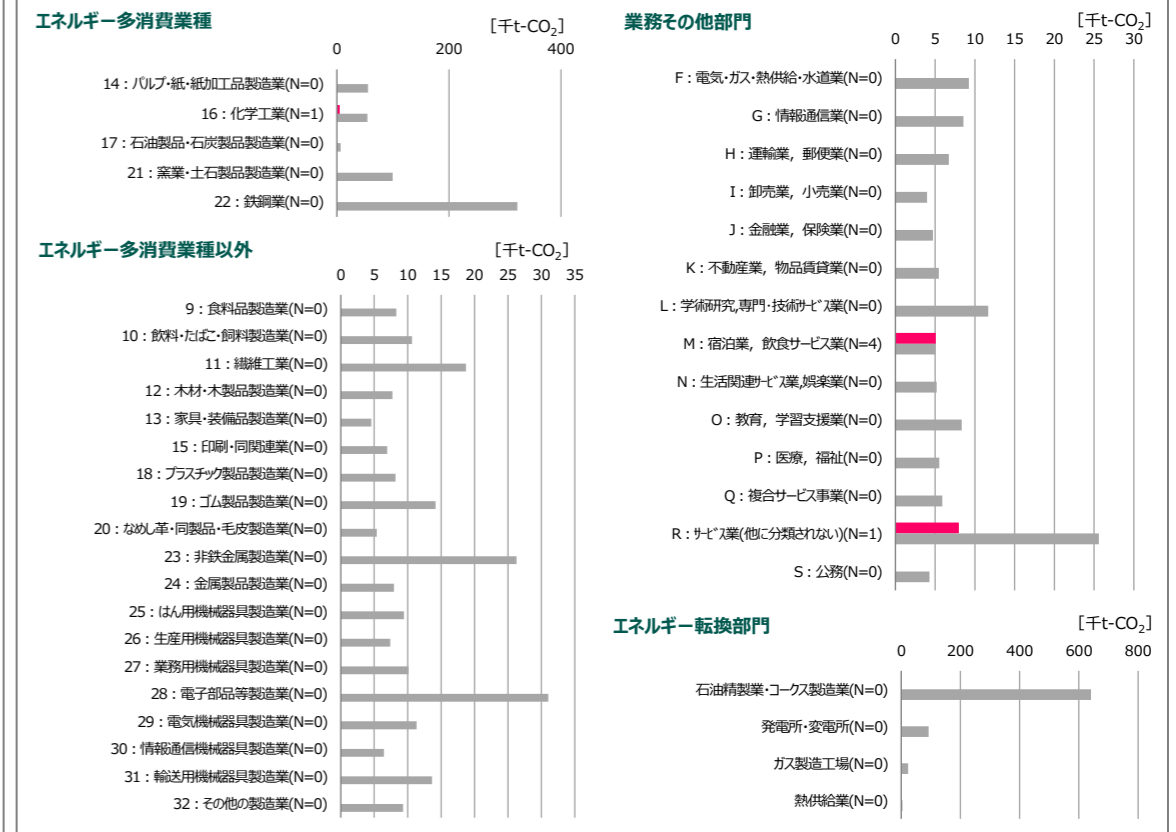 エネルギー多消費業種
[千t-CO₂]
0 200 400
14：パルプ・紙・紙加工品製造業(N=0)
16：化学工業(N=1)
17：石油製品・石炭製品製造業(N=0)
21：窯業・土石製品製造業(N=0)
22：鉄鋼業(N=0)
エネルギー多消費業種以外
[千t-CO₂]
0 5 10 15 20 25 30 35
9：食料品製造業(N=0)
10：飲料・たばこ・飼料製造業(N=0)
11：繊維工業(N=0)
12：木材・木製品製造業(N=0)
13：家具・装備品製造業(N=0)
15：印刷・同関連業(N=0)
18：プラスチック製品製造業(N=0)
19：ゴム製品製造業(N=0)
20：なめし革・同製品・毛皮製造業(N=0)
23：非鉄金属製造業(N=0)
24：金属製品製造業(N=0)
25：はん用機械器具製造業(N=0)
26：生産用機械器具製造業(N=0)
27：業務用機械器具製造業(N=0)
28：電子部品等製造業(N=0)
29：電気機械器具製造業(N=0)
30：情報通信機械器具製造業(N=0)
31：輸送用機械器具製造業(N=0)
32：その他の製造業(N=0)
業務その他部門
[千t-CO₂]
0 5 10 15 20 25 30
F：電気・ガス・熱供給・水道業(N=0)
G：情報通信業(N=0)
H：運輸業，郵便業(N=0)
I：卸売業，小売業(N=0)
J：金融業，保険業(N=0)
K：不動産業，物品賃貸業(N=0)
L：学術研究,専門・技術サービス業(N=0)
M：宿泊業，飲食サービス業(N=4)
N：生活関連サービス業,娯楽業(N=0)
O：教育，学習支援業(N=0)
P：医療，福祉(N=0)
Q：複合サービス事業(N=0)
R：サービス業(他に分類されない)(N=1)
S：公務(N=0)
エネルギー転換部門
[千t-CO₂]
0 200 400 600 800
石油精製業・コークス製造業(N=0)
発電所・変電所(N=0)
ガス製造工場(N=0)
熱供給業(N=0)